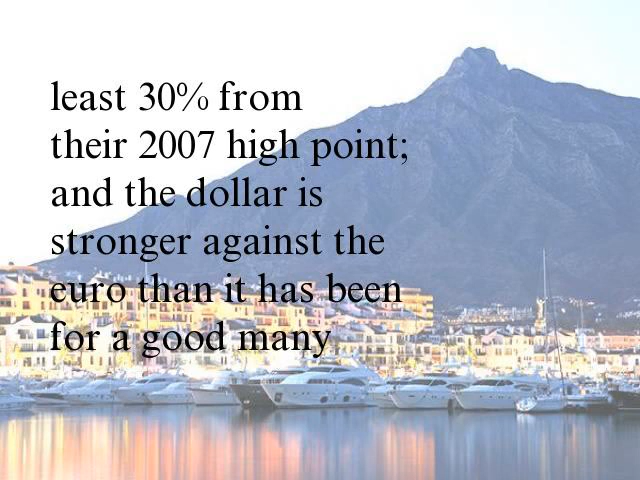 least 30% from
their 2007 high point;
and the dollar is
stronger against the
euro than it has been
for a good many